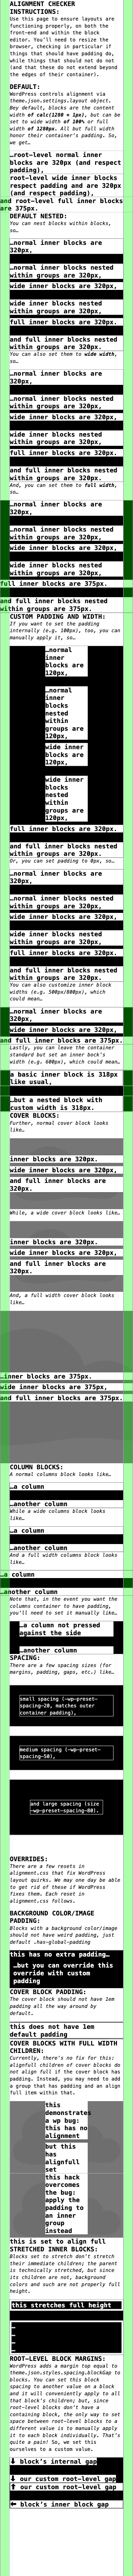 ALIGNMENT CHECKER
INSTRUCTIONS:
Use this page to ensure layouts are
functioning properly, on both the
front-end and within the block
editor. You'll need to resize the
browser, checking in particular if
things that should have padding do,
while things that should not do not
(and that these do not extend beyond
the edges of their container).
DEFAULT:
WordPress controls alignment via
theme.json.settings.layout object.
Key default, blocks are the content
width of calc(1280 + 1px), but can be
set to wide width of 100% or full
width of 1280px. All but full width
honor their container's padding. So,
we get…
…root-level normal inner
blocks are 320px (and respect
padding),
root-level wide inner blocks
respect padding and are 320px
(and respect padding),
and root-level full inner blocks
are 375px.
DEFAULT NESTED:
You can nest blocks within blocks,
so…
…normal inner blocks are
320px,
…normal inner blocks nested
within groups are 320px,
wide inner blocks are 320px,
wide inner blocks nested
within groups are 320px,
full inner blocks are 320px.
and full inner blocks nested
within groups are 320px.
You can also set them to wide width,
so…
…normal inner blocks are
320px,
…normal inner blocks nested
within groups are 320px,
wide inner blocks are 320px,
wide inner blocks nested
within groups are 320px,
full inner blocks are 320px,
and full inner blocks nested
within groups are 320px.
And, you can set them to full width,
so…
…normal inner blocks are
320px,
…normal inner blocks nested
within groups are 320px,
wide inner blocks are 320px,
wide inner blocks nested
within groups are 320px,
full inner blocks are 375px.
and full inner blocks nested
within groups are 375px.
CUSTOM PADDING AND WIDTH:
If you want to set the padding
internally (e.g. 100px), too, you can
manually apply it, so…
…normal
inner
blocks are
120px,
…normal
inner
blocks
nested
within
groups are
120px,
wide inner
blocks are
120px,
wide inner
blocks
nested
within
groups are
120px,
full inner blocks are 320px.
and full inner blocks nested
within groups are 320px.
Or, you can set padding to 0px, so…
…normal inner blocks are
320px,
…normal inner blocks nested
within groups are 320px,
wide inner blocks are 320px,
wide inner blocks nested
within groups are 320px,
full inner blocks are 320px,
and full inner blocks nested
within groups are 320px.
You can also customize inner block
widths (e.g. 500px/800px), which
could mean…
…normal inner blocks are
320px,
wide inner blocks are 320px,
and full inner blocks are 375px.
Lastly, you can leave the container
standard but set an inner bock's
width (e.g. 600px), which could mean…
a basic inner block is 318px
like usual,
…but a nested block with
custom width is 318px.
COVER BLOCKS:
Further, normal cover block looks
like…
inner blocks are 320px.
wide inner blocks are 320px,
and full inner blocks are
320px.
While, a wide cover block looks like…
inner blocks are 320px.
wide inner blocks are 320px,
and full inner blocks are
320px.
And, a full width cover block looks
like…
…inner blocks are 375px.
wide inner blocks are 375px,
and full inner blocks are 375px.
COLUMN BLOCKS:
A normal columns block looks like…
…a column
…another column
While a wide columns block looks
like…
…a column
…another column
And a full width columns block looks
like…
…a column
…another column
Note that, in the event you want the
columns container to have padding,
you'll need to set it manually like…
…a column not pressed
against the side
…another column
SPACING:
There are a few spacing sizes (for
margins, padding, gaps, etc.) like…
small spacing (—wp—preset—
spacing—20, matches outer
container padding),
medium spacing (—wp—preset—
spacing—50),
and large spacing (size
—wp—preset—spacing—80).
OVERRIDES:
There are a few resets in
alignment.css that fix WordPress
layout quirks. We may one day be able
to get rid of these if WordPress
fixes them. Each reset in
alignment.css follows.
BACKGROUND COLOR/IMAGE
PADDING:
Blocks with a background color/image
should not have weird padding, just
default .has-global-padding
this has no extra padding…
…but you can override this
override with custom
padding
COVER BLOCK PADDING:
The cover block should not have 1em
padding all the way around by
default.
this does not have 1em
default padding
COVER BLOCKS WITH FULL WIDTH
CHILDREN:
Currently, there's no fix for this:
alignfull children of cover blocks do
not align full if the cover block has
padding. Instead, you may need to add
a group that has padding and an align
full item within that.
this
demonstrates
a wp bug:
this has no
alignment
but this
has
alignfull
set
this hack
overcomes
the bug:
apply the
padding to
to an
inner
group
instead
this is set to align full
STRETCHED INNER BLOCKS:
Blocks set to stretch don't stretch
their immediate children; the parent
is technically stretched, but since
its children are not, background
colors and such are not properly full
height.
this stretches full height
ROOT—LEVEL BLOCK MARGINS:
WordPress adds a margin top equal to
theme.json.styles.spacing.blockGap to
blocks. You can set this block
spacing to another value on a block
and it will conveniently apply to all
that block's children; but, since
root—level blocks don't have a
containing block, the only way to set
space between root—level blocks to a
different value is to manually apply
it to each block individually. That's
quite a pain! So, we set this
ourselves to a custom value.
↓ block's internal gap
↓ our custom root—level gap
↑ our custom root—level gap
← block's inner block gap